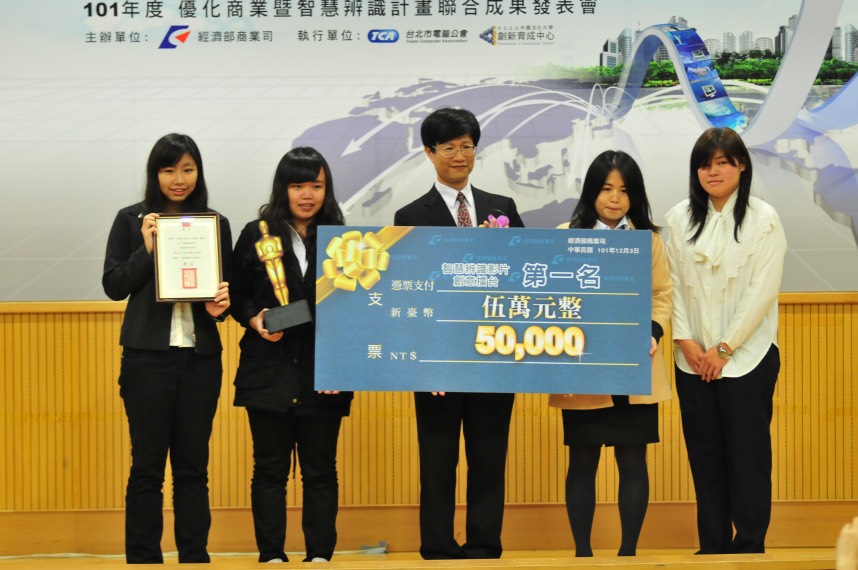 101年度 優化商業暨智慧辨識計畫聯合成果發表會
主辦單位: 經濟部商業司 執行單位: TCA 台北市電腦公會 創新育成中心
Taipei Computer Association
經濟部商業司
中華民國 101年12月3日
憑票支付 智慧辨識影片 創意擂台 第一名
支
新臺幣 伍萬元整
票 NT$ 50,000